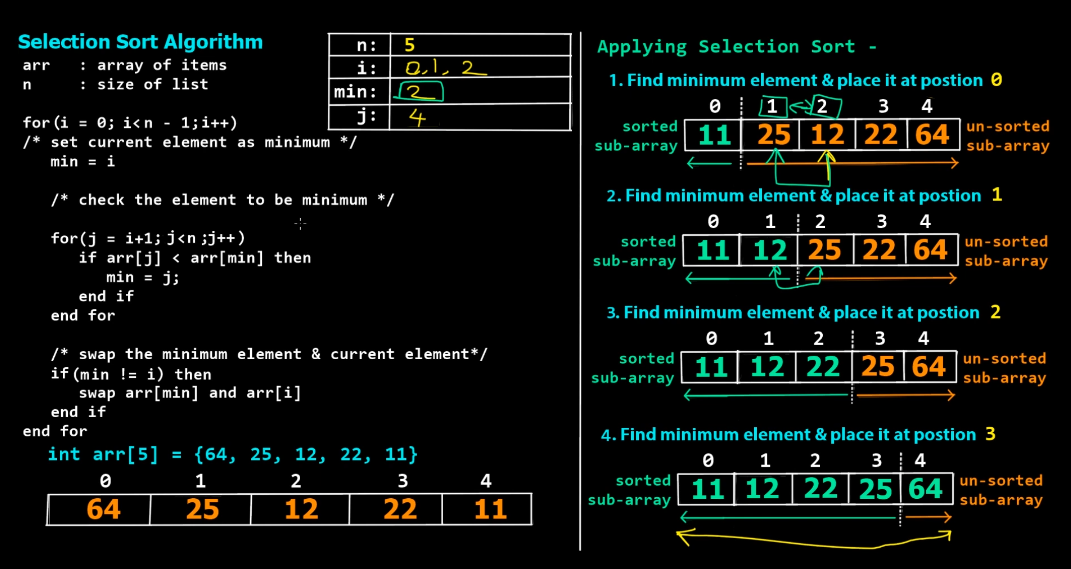 Selection Sort Algorithm
arr : array of items
n : size of list
n: 5
i: 0, 1, 2
min: 2
j: 4
for(i = 0; i<n - 1;i++)
/* set current element as minimum */
min = i
/* check the element to be minimum */
for(j = i+1; j<n ;j++)
if arr[j] < arr[min] then
min = j;
end if
end for
/* swap the minimum element & current element*/
if(min != i) then
swap arr[min] and arr[i]
end if
end for
int arr[5] = {64, 25, 12, 22, 11}
0 1 2 3 4
64 25 12 22 11
Applying Selection Sort -
1. Find minimum element & place it at postion 0
0 1 2 3 4
sorted
sub-array
11 25 12 22 64
un-sorted
sub-array
2. Find minimum element & place it at postion 1
0 1 2 3 4
sorted
sub-array
11 12 25 22 64
un-sorted
sub-array
3. Find minimum element & place it at postion 2
0 1 2 3 4
sorted
sub-array
11 12 22 25 64
un-sorted
sub-array
4. Find minimum element & place it at postion 3
0 1 2 3 4
sorted
sub-array
11 12 22 25 64
un-sorted
sub-array